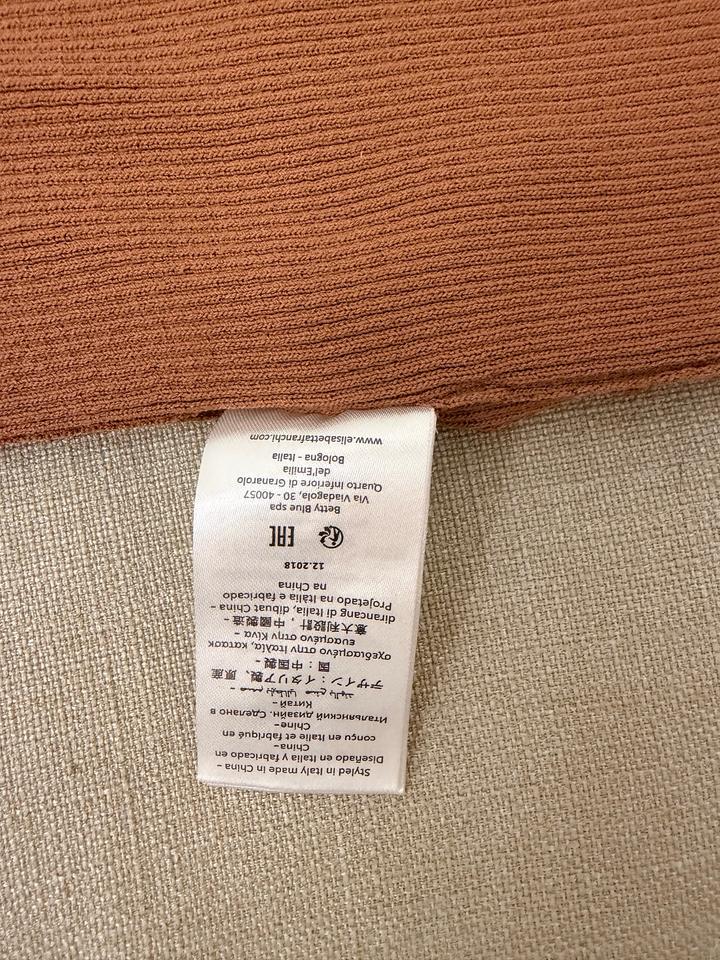 Styled in Italy made in China -
Diseñado en Italia y fabricado en
China-
conçu en Italie et fabriqué en
Chine-
Итальянский дизайн. Сделано в
Китай -
デザイン：イタリア製、原産
国：中国製 -
σχεδιασμένο στην Ιταλία, κατασκ
ευασμένο στην Κίνα -
意大利設計，中國製造 -
dirancang di Italia, dibuat China -
Projetado na Itália e fabricado
na China
12.2018
EAC
Betty Blue spa
Via Viadagola, 30 - 40057
Quarto Inferiore di Granarolo
dell'Emilia
Bologna - Italia
www.elisabettafranchi.com